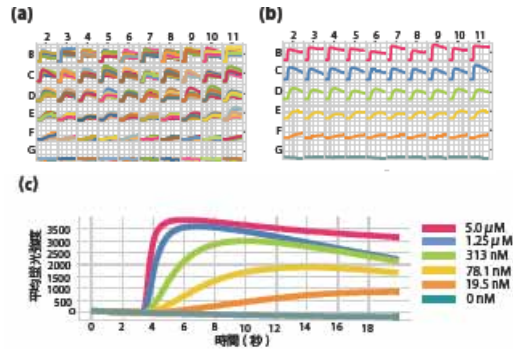 (a)
2 3 4 5 6 7 8 9 10 11
B
C
D
E
F
G
(b)
2 3 4 5 6 7 8 9 10 11
B
C
D
E
F
G
(c)
平均蛍光強度
3500
3000
2500
2000
1500
1000
500
0
0 2 4 6 8 10 12 14 16 18
時間(秒)
5.0 µM
1.25 µM
313 nM
78.1 nM
19.5 nM
0 nM